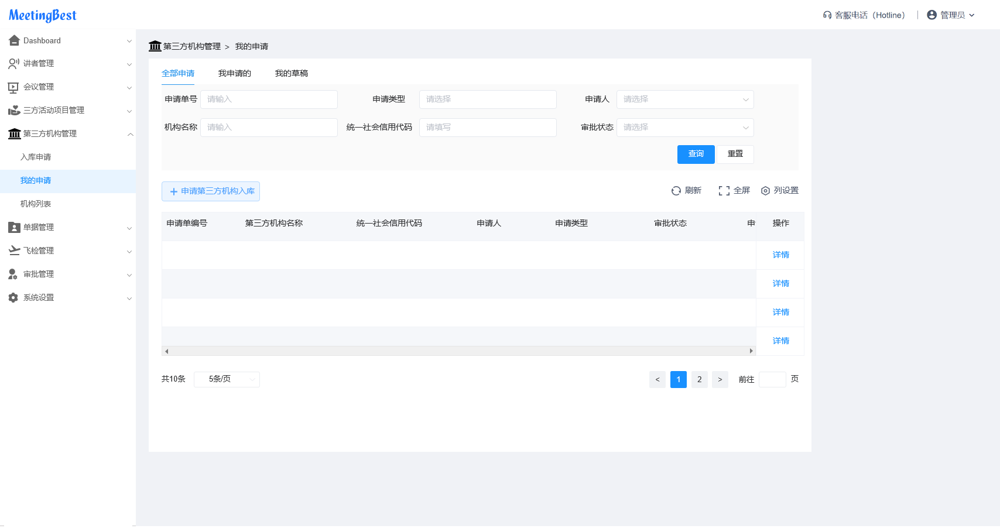 MeetingBest
客服电话（Hotline）
管理员
Dashboard
讲者管理
会议管理
三方活动项目管理
第三方机构管理
入库申请
我的申请
机构列表
单据管理
飞检管理
审批管理
系统设置
第三方机构管理 > 我的申请
全部申请 我申请的 我的草稿
申请单号 请输入 申请类型 请选择 申请人 请选择
机构名称 请输入 统一社会信用代码 请填写 审批状态 请选择
查询 重置
+ 申请第三方机构入库 刷新 全屏 列设置
申请单编号 第三方机构名称 统一社会信用代码 申请人 申请类型 审批状态 申 操作
详情
详情
详情
详情
共10条 5条/页 < 1 2 > 前往 页